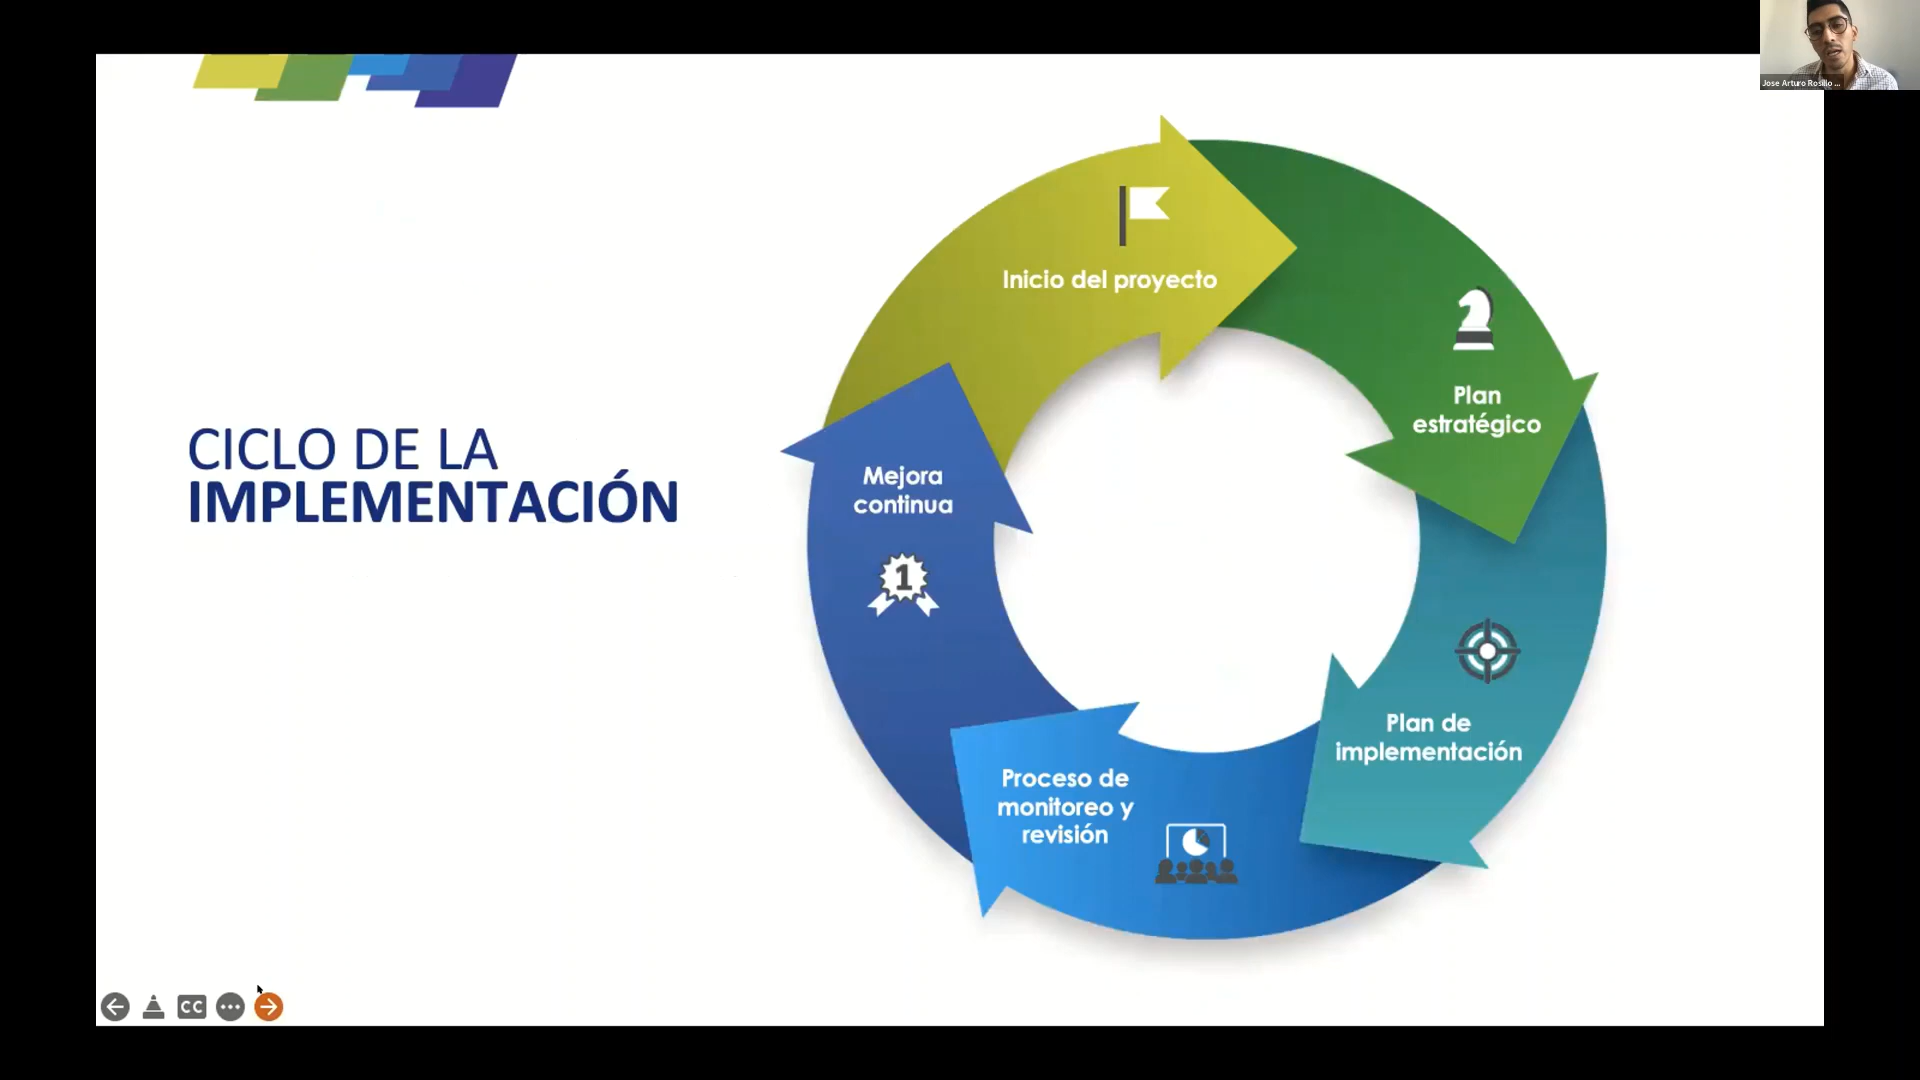 Jose Arturo Rosillo ...
CICLO DE LA
IMPLEMENTACIÓN
Inicio del proyecto
Plan
estratégico
Plan de
implementación
Proceso de
monitoreo y
revisión
Mejora
continua
1
CC